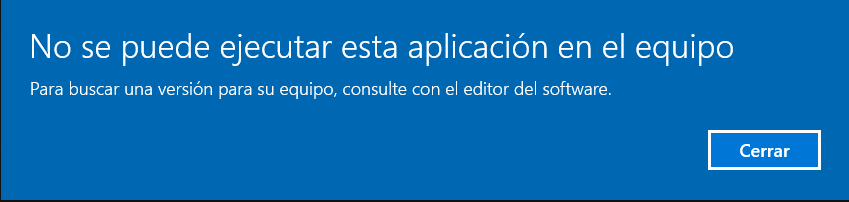 No se puede ejecutar esta aplicación en el equipo
Para buscar una versión para su equipo, consulte con el editor del software.
Cerrar